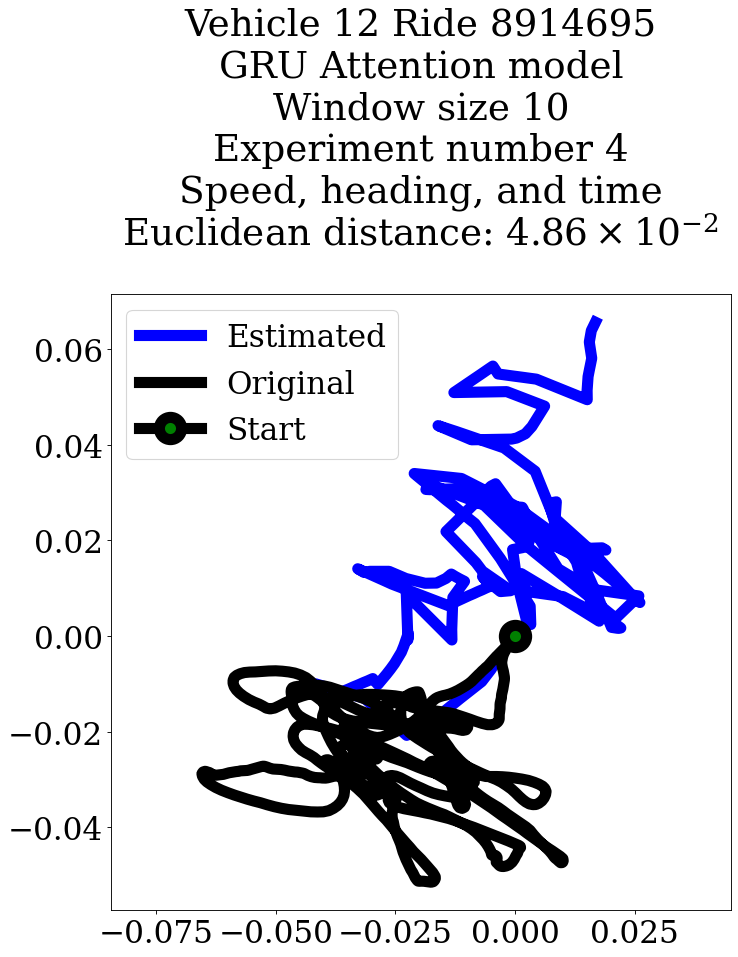 Vehicle 12 Ride 8914695
GRU Attention model
Window size 10
Experiment number 4
Speed, heading, and time
Euclidean distance: 4.86 × 10⁻²
Estimated
Original
Start
0.06
0.04
0.02
0.00
−0.02
−0.04
−0.075 −0.050 −0.025 0.000 0.025